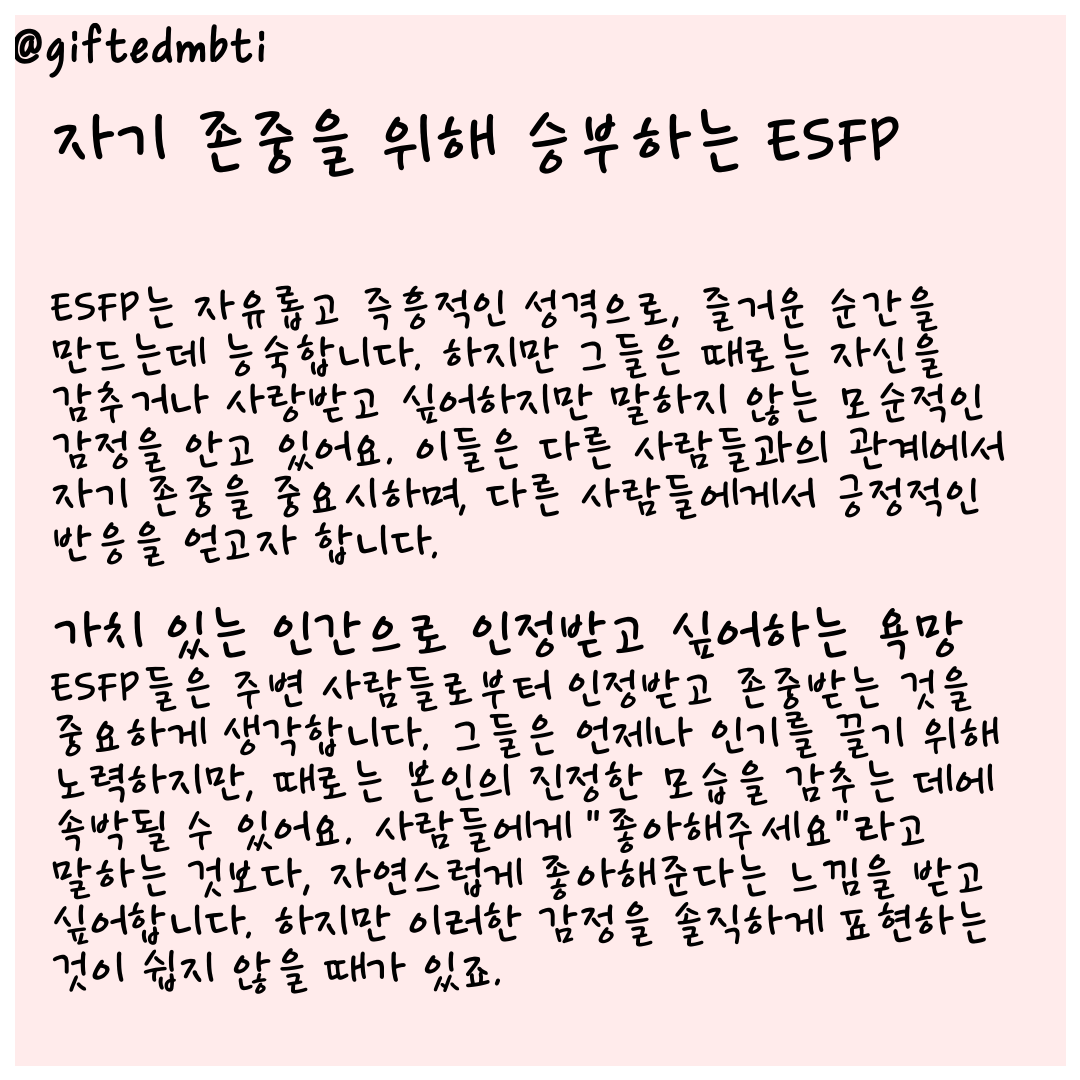 @giftedmbti
자기 존중을 위해 승부하는 ESFP
ESFP는 자유롭고 즉흥적인 성격으로, 즐거운 순간을
만드는데 능숙합니다. 하지만 그들은 때로는 자신을
감추거나 사랑받고 싶어하지만 말하지 않는 모순적인
감정을 안고 있어요. 이들은 다른 사람들과의 관계에서
자기 존중을 중요시하며, 다른 사람들에게서 긍정적인
반응을 얻고자 합니다.
가치 있는 인간으로 인정받고 싶어하는 욕망
ESFP들은 주변 사람들로부터 인정받고 존중받는 것을
중요하게 생각합니다. 그들은 언제나 인기를 끌기 위해
노력하지만, 때로는 본인의 진정한 모습을 감추는 데에
속박될 수 있어요. 사람들에게 "좋아해주세요"라고
말하는 것보다, 자연스럽게 좋아해준다는 느낌을 받고
싶어합니다. 하지만 이러한 감정을 솔직하게 표현하는
것이 쉽지 않을 때가 있죠.